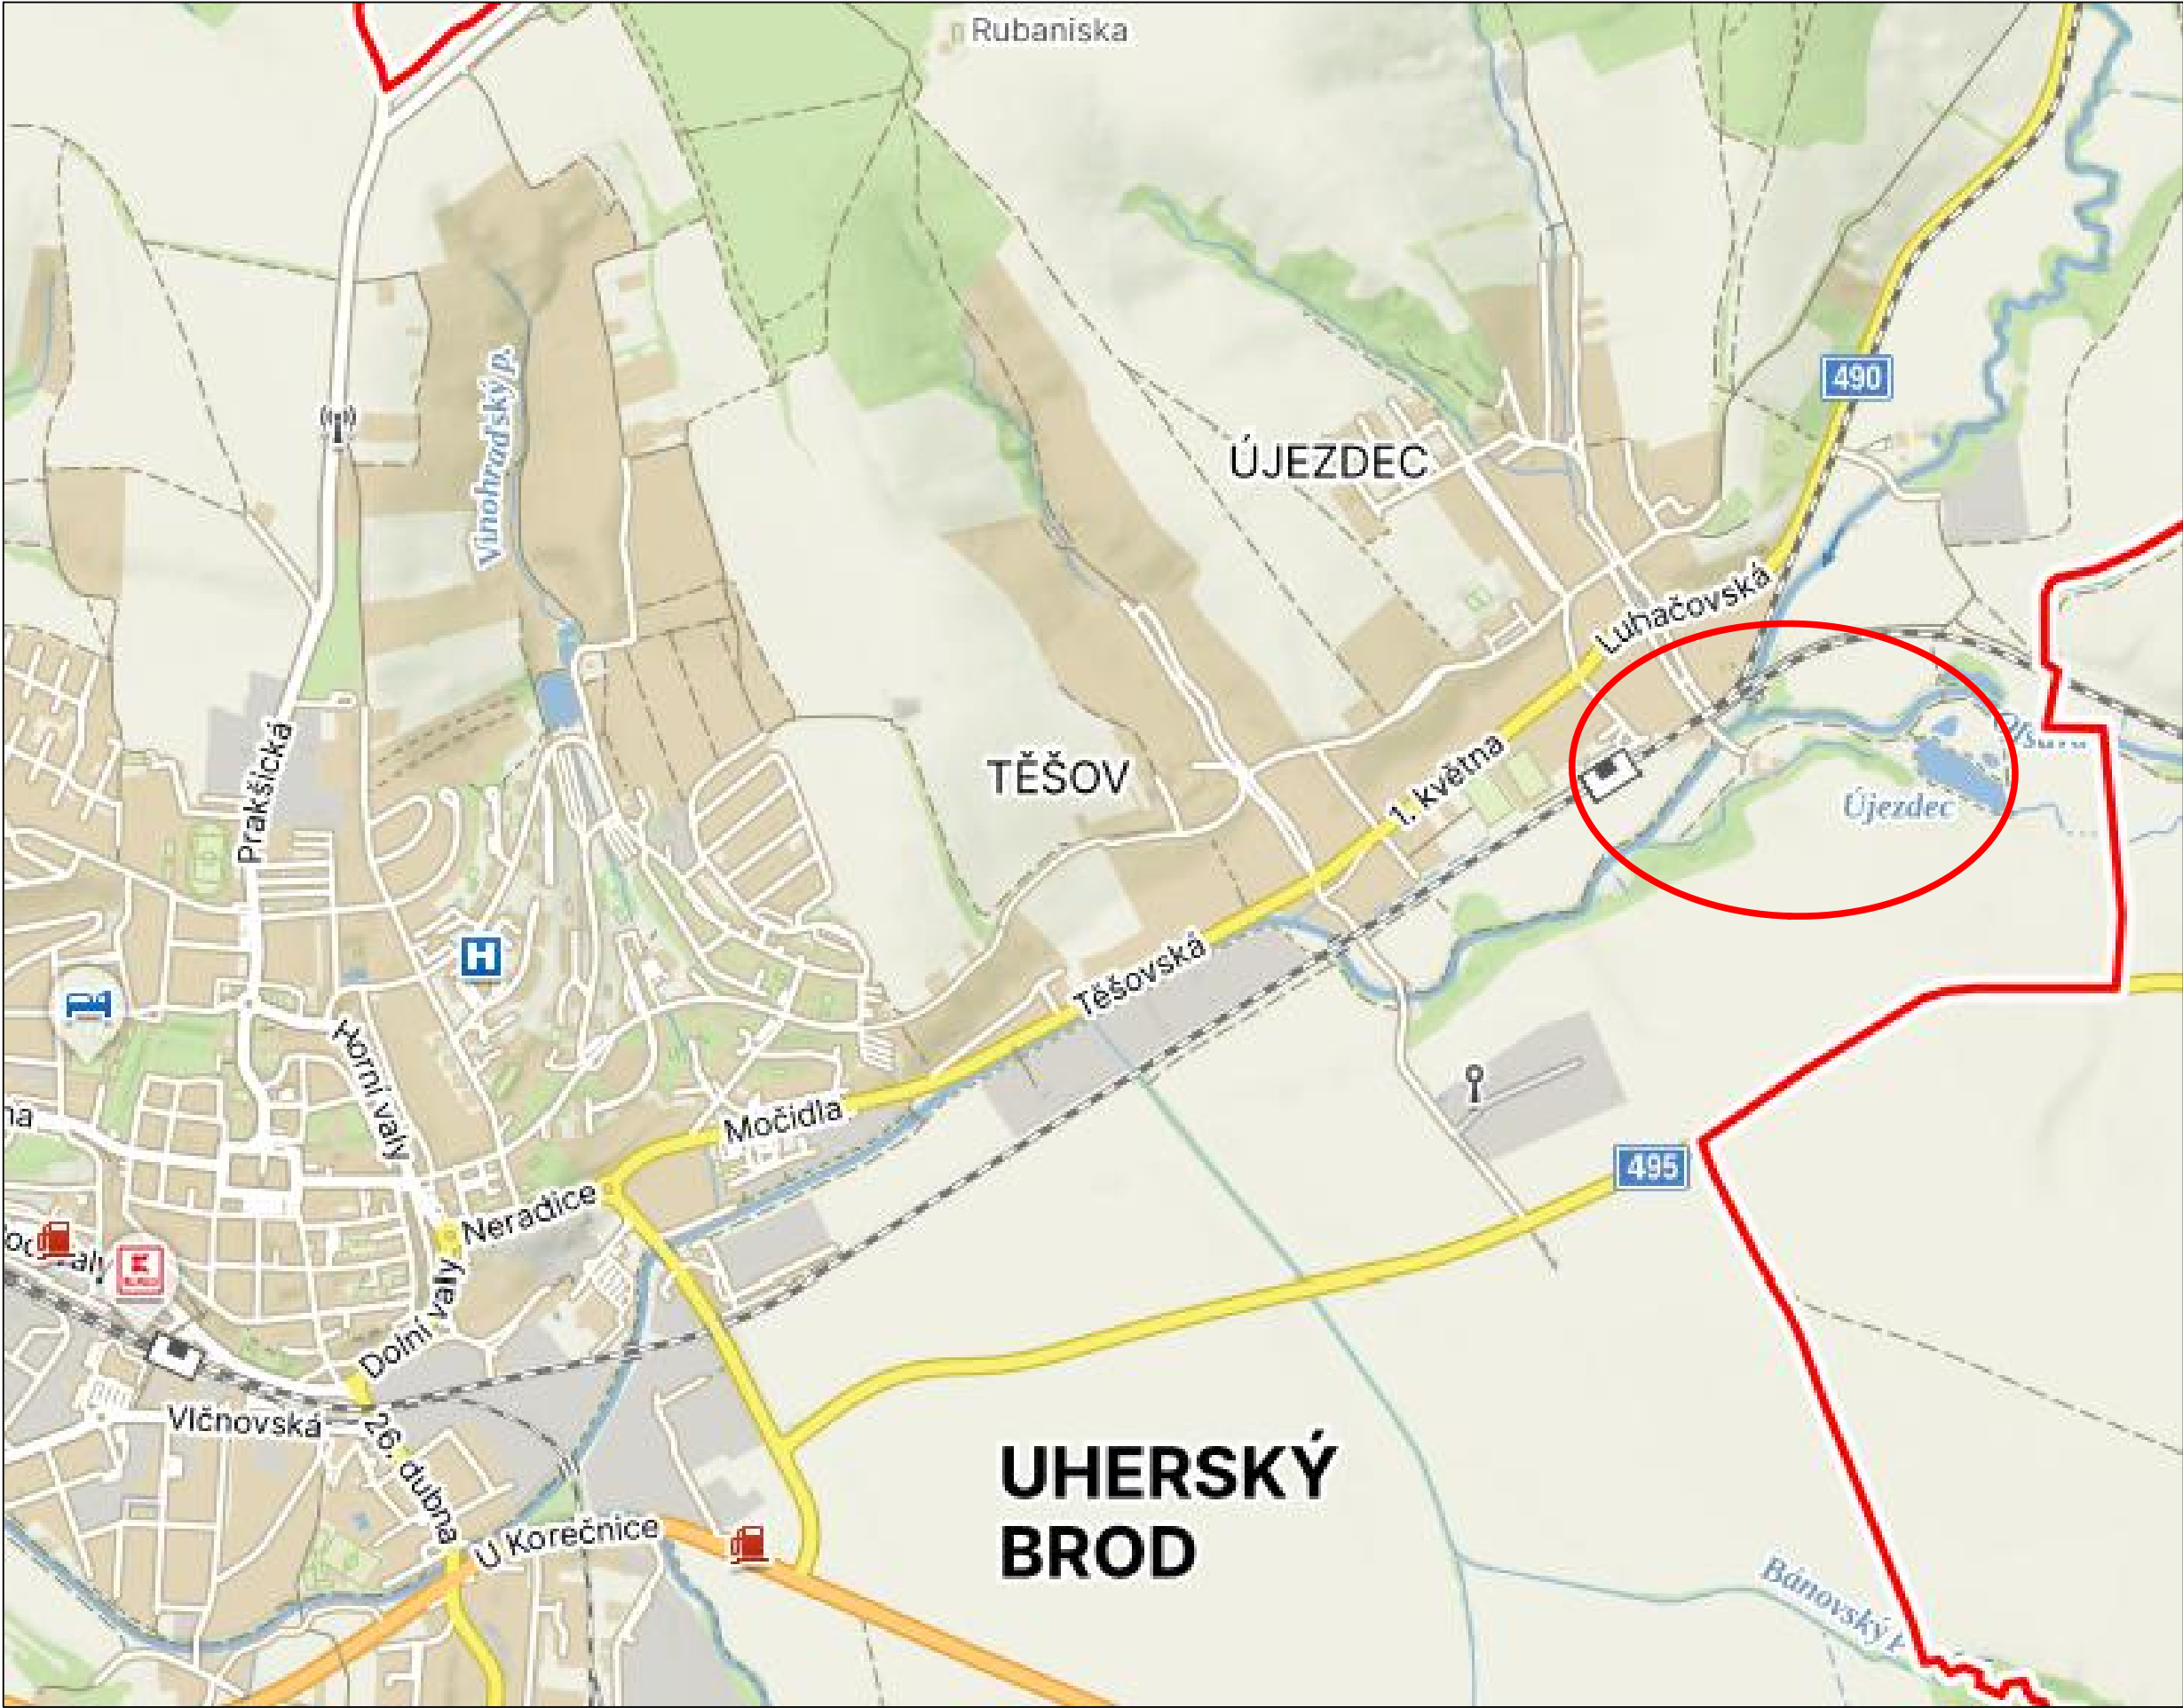 Rubaniska
490
Vinohradský p.
ÚJEZDEC
Luhačovská
Prakšická
TĚŠOV
1. května
Újezdec
H
Těšovská
Horní valy
Močidla
495
Neradice
Dolní valy
Vlčnovská
26. dubna
U Korečnice
UHERSKÝ
BROD
Bánovský